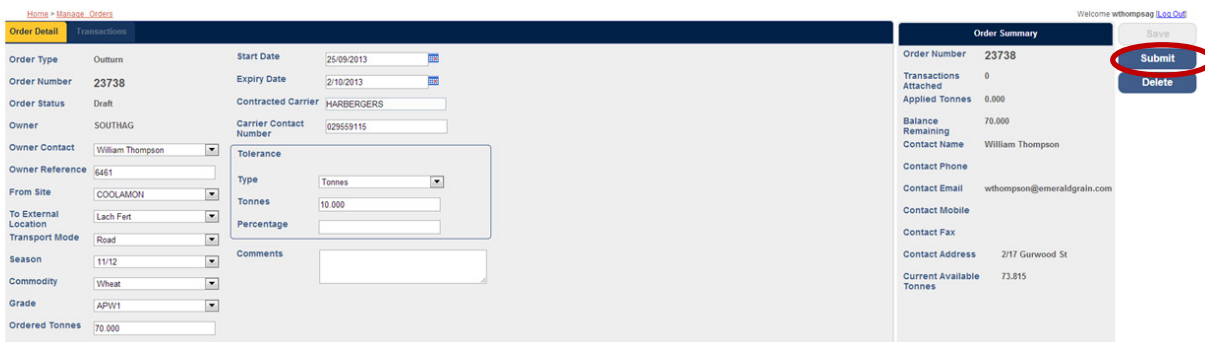 Home > Manage Orders
Welcome wthompsag [Log Out]
Order Detail
Transactions
Order Type Outturn
Order Number 23738
Order Status Draft
Owner SOUTHAG
Owner Contact William Thompson
Owner Reference 6461
From Site COOLAMON
To External
Location Lach Fert
Transport Mode Road
Season 11/12
Commodity Wheat
Grade APW1
Ordered Tonnes 70.000
Start Date 25/09/2013
Expiry Date 2/10/2013
Contracted Carrier HARBERGERS
Carrier Contact
Number 029559115
Tolerance
Type Tonnes
Tonnes 10.000
Percentage
Comments
Order Summary
Order Number 23738
Transactions
Attached 0
Applied Tonnes 0.000
Balance
Remaining 70.000
Contact Name William Thompson
Contact Phone
Contact Email wthompson@emeraldgrain.com
Contact Mobile
Contact Fax
Contact Address 2/17 Gurwood St
Current Available
Tonnes 73.815
Save
Submit
Delete